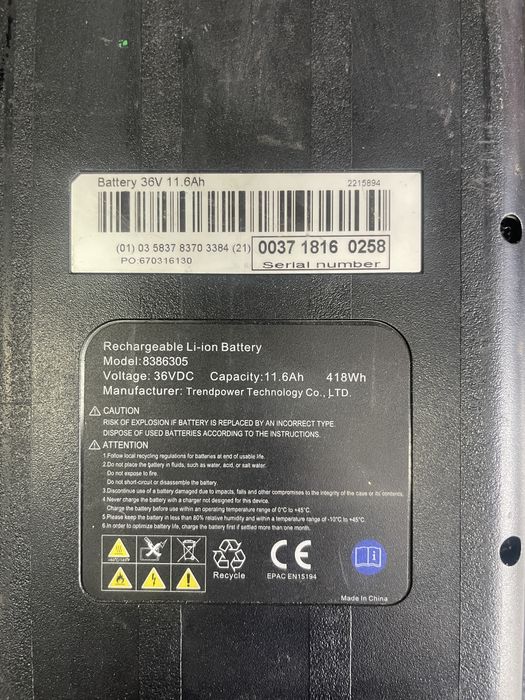 Battery 36V 11.6Ah
2215894
(01) 03 5837 8370 3384 (21) 0037 1816 0258
PO:670316130
Serial number
Rechargeable Li-ion Battery
Model:8386305
Voltage: 36VDC Capacity:11.6Ah 418Wh
Manufacturer: Trendpower Technology Co., LTD.
CAUTION
RISK OF EXPLOSION IF BATTERY IS REPLACED BY AN INCORRECT TYPE.
DISPOSE OF USED BATTERIES ACCORDING TO THE INSTRUCTIONS.
ATTENTION
1.Follow local recycling regulations for batteries at end of usable life.
2.Do not place the battery in fluids, such as water, acid, or salt water.
Do not expose to fire.
Do not short-circuit or disassemble the battery.
3.Discontinue use of a battery damaged due to impacts, falls and other compromises to the integrity of the case or its contents.
4.Never charge the battery with a charger not designed for this device.
Charge the battery before use within an operating temperature range of 0°C to +45°C.
5.Please keep the battery in less than 80% relative humidity and within a temperature range of -10°C to +45°C
6.In order to optimize battery life, charge the battery first if settled more than one month.
Recycle
CE
EPAC EN15194
Made In China